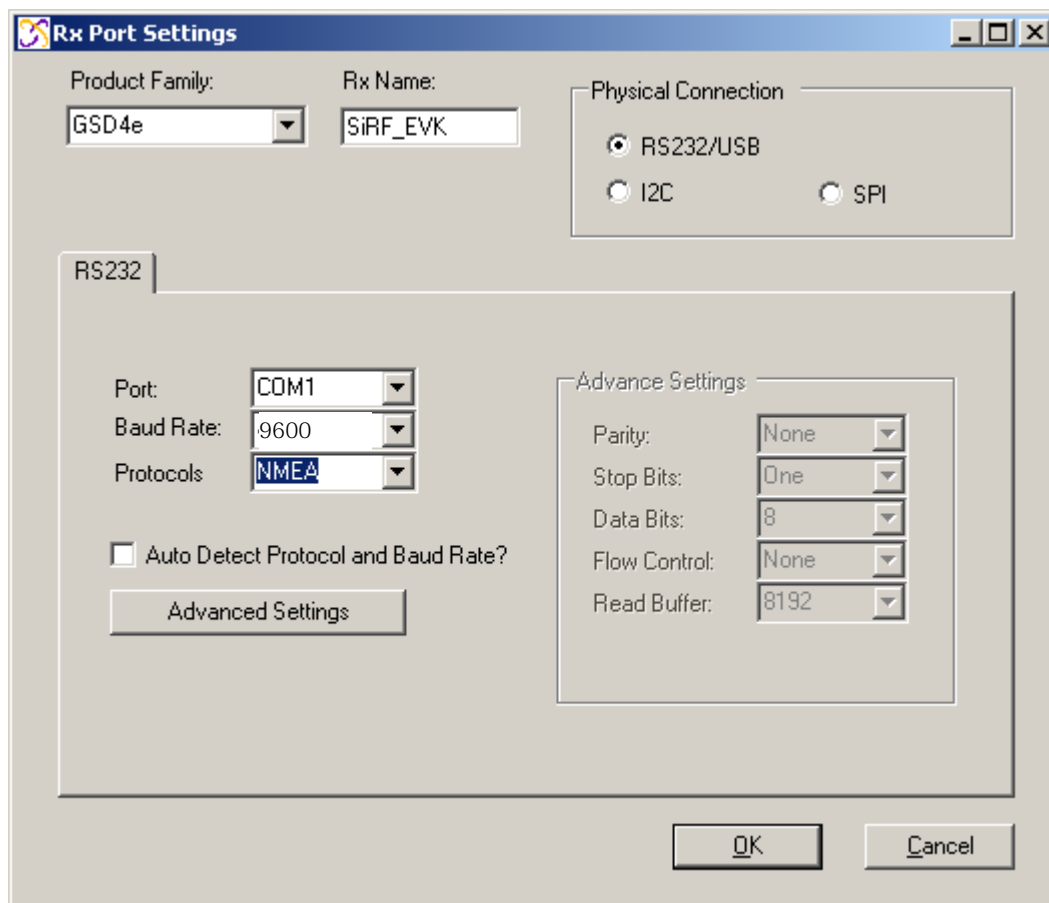 Rx Port Settings
Product Family:
Rx Name:
GSD4e
SiRF_EVK
Physical Connection
RS232/USB
I2C
SPI
RS232
Port:
COM1
Baud Rate:
9600
Protocols
NMEA
Auto Detect Protocol and Baud Rate?
Advanced Settings
Advance Settings
Parity:
None
Stop Bits:
One
Data Bits:
8
Flow Control:
None
Read Buffer:
8192
OK
Cancel